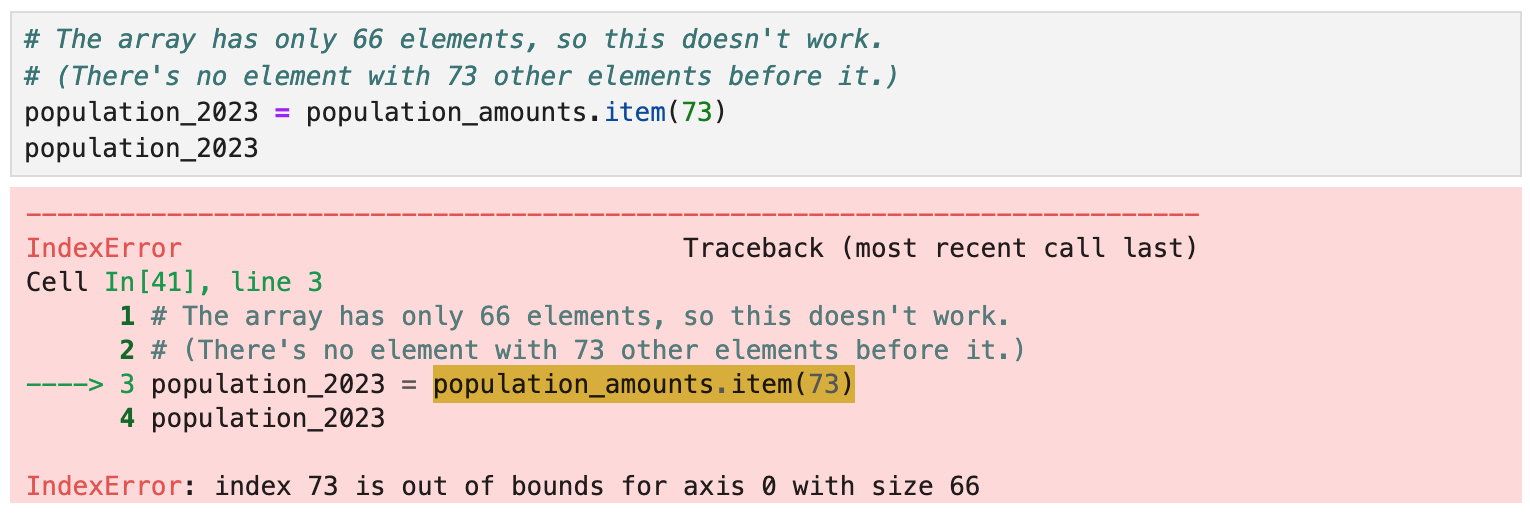 # The array has only 66 elements, so this doesn't work.
# (There's no element with 73 other elements before it.)
population_2023 = population_amounts.item(73)
population_2023
---------------------------------------------------------------------------
IndexError                                Traceback (most recent call last)
Cell In[41], line 3
      1 # The array has only 66 elements, so this doesn't work.
      2 # (There's no element with 73 other elements before it.)
----> 3 population_2023 = population_amounts.item(73)
      4 population_2023
IndexError: index 73 is out of bounds for axis 0 with size 66